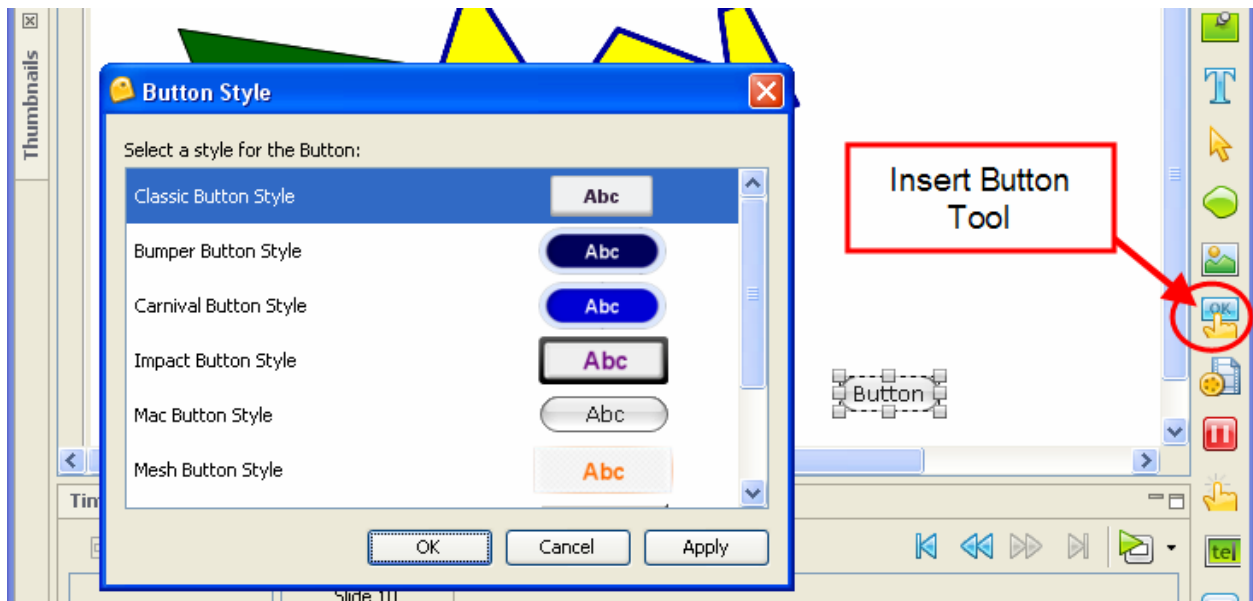 Thumbnails
Button Style
Select a style for the Button:
Classic Button Style Abc
Bumper Button Style Abc
Carnival Button Style Abc
Impact Button Style Abc
Mac Button Style Abc
Mesh Button Style Abc
OK Cancel Apply
Insert Button
Tool
OK
Button
Tim
tel
Slide 10